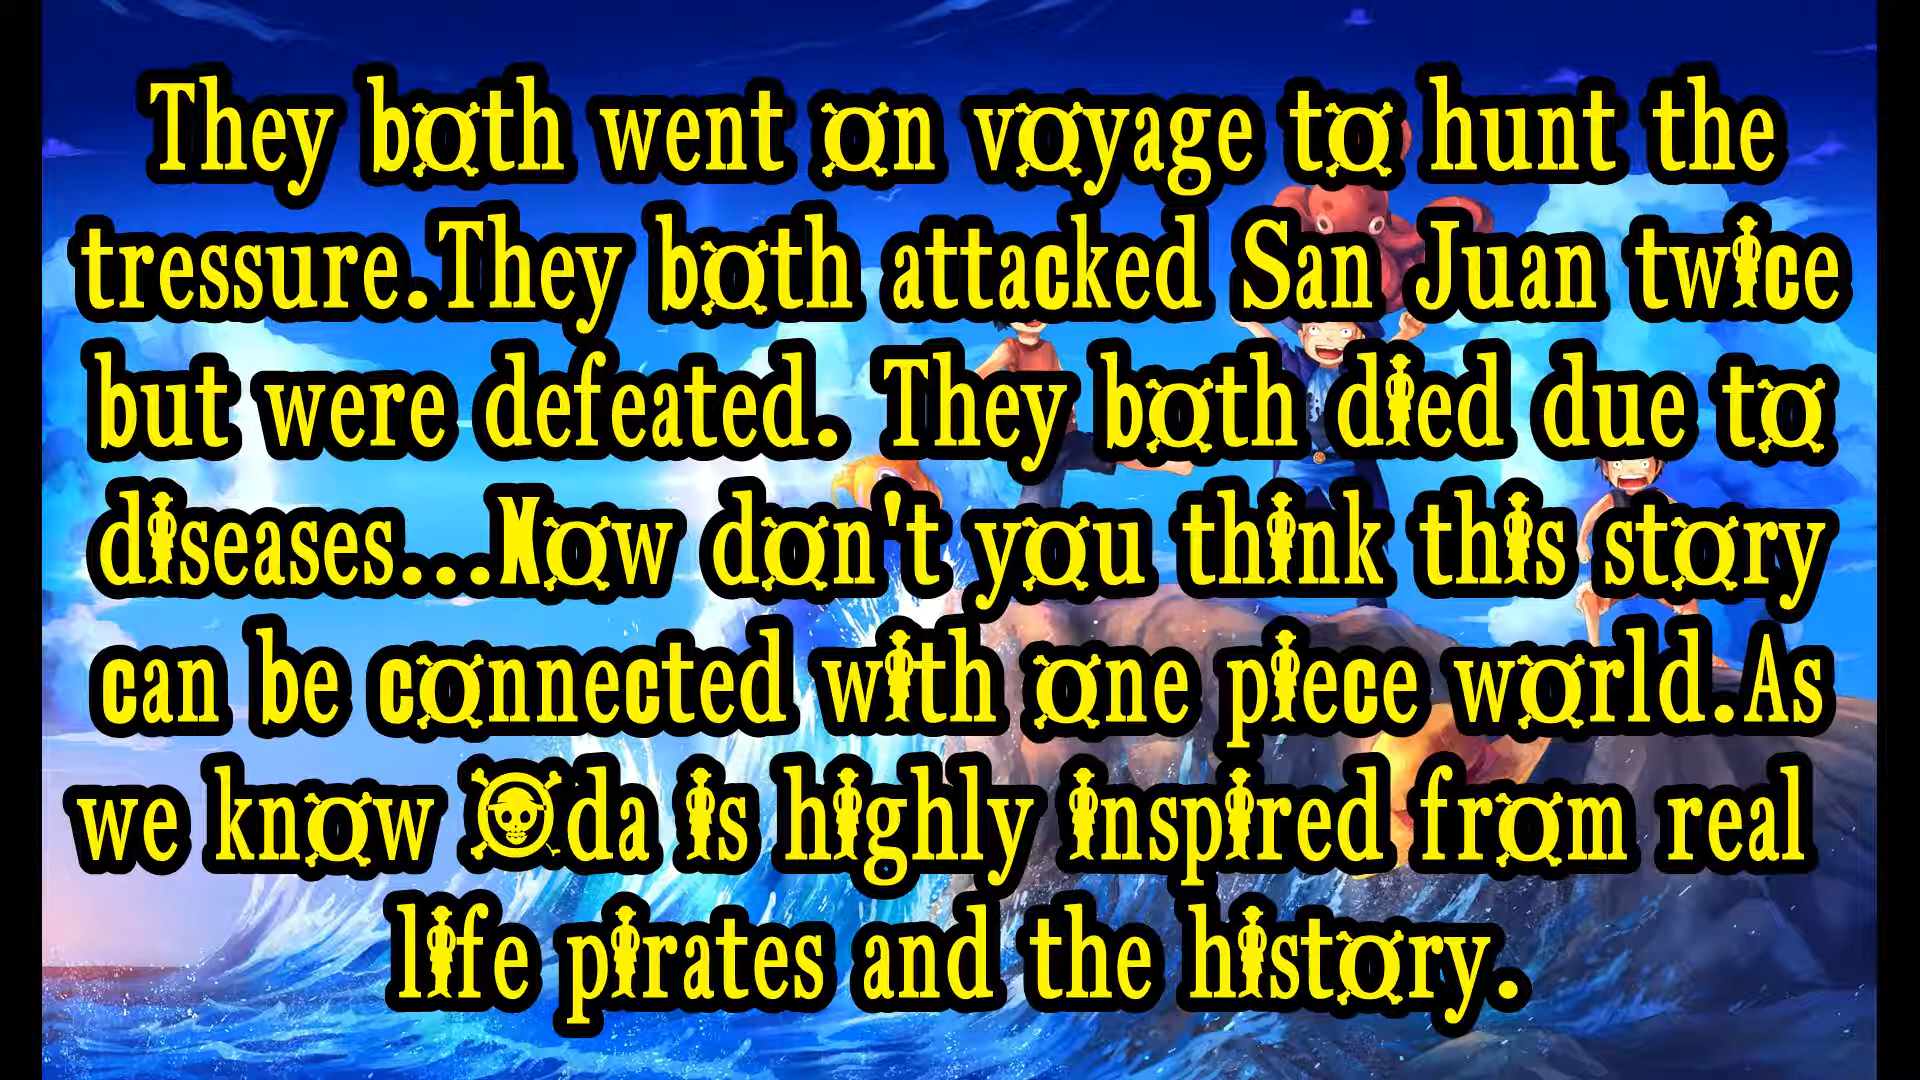 They both went on voyage to hunt the
tressure.They both attacked San Juan twice
but were defeated. They both died due to
diseases...Now don't you think this story
can be connected with one piece world.As
we know Oda is highly inspired from real
life pirates and the history.